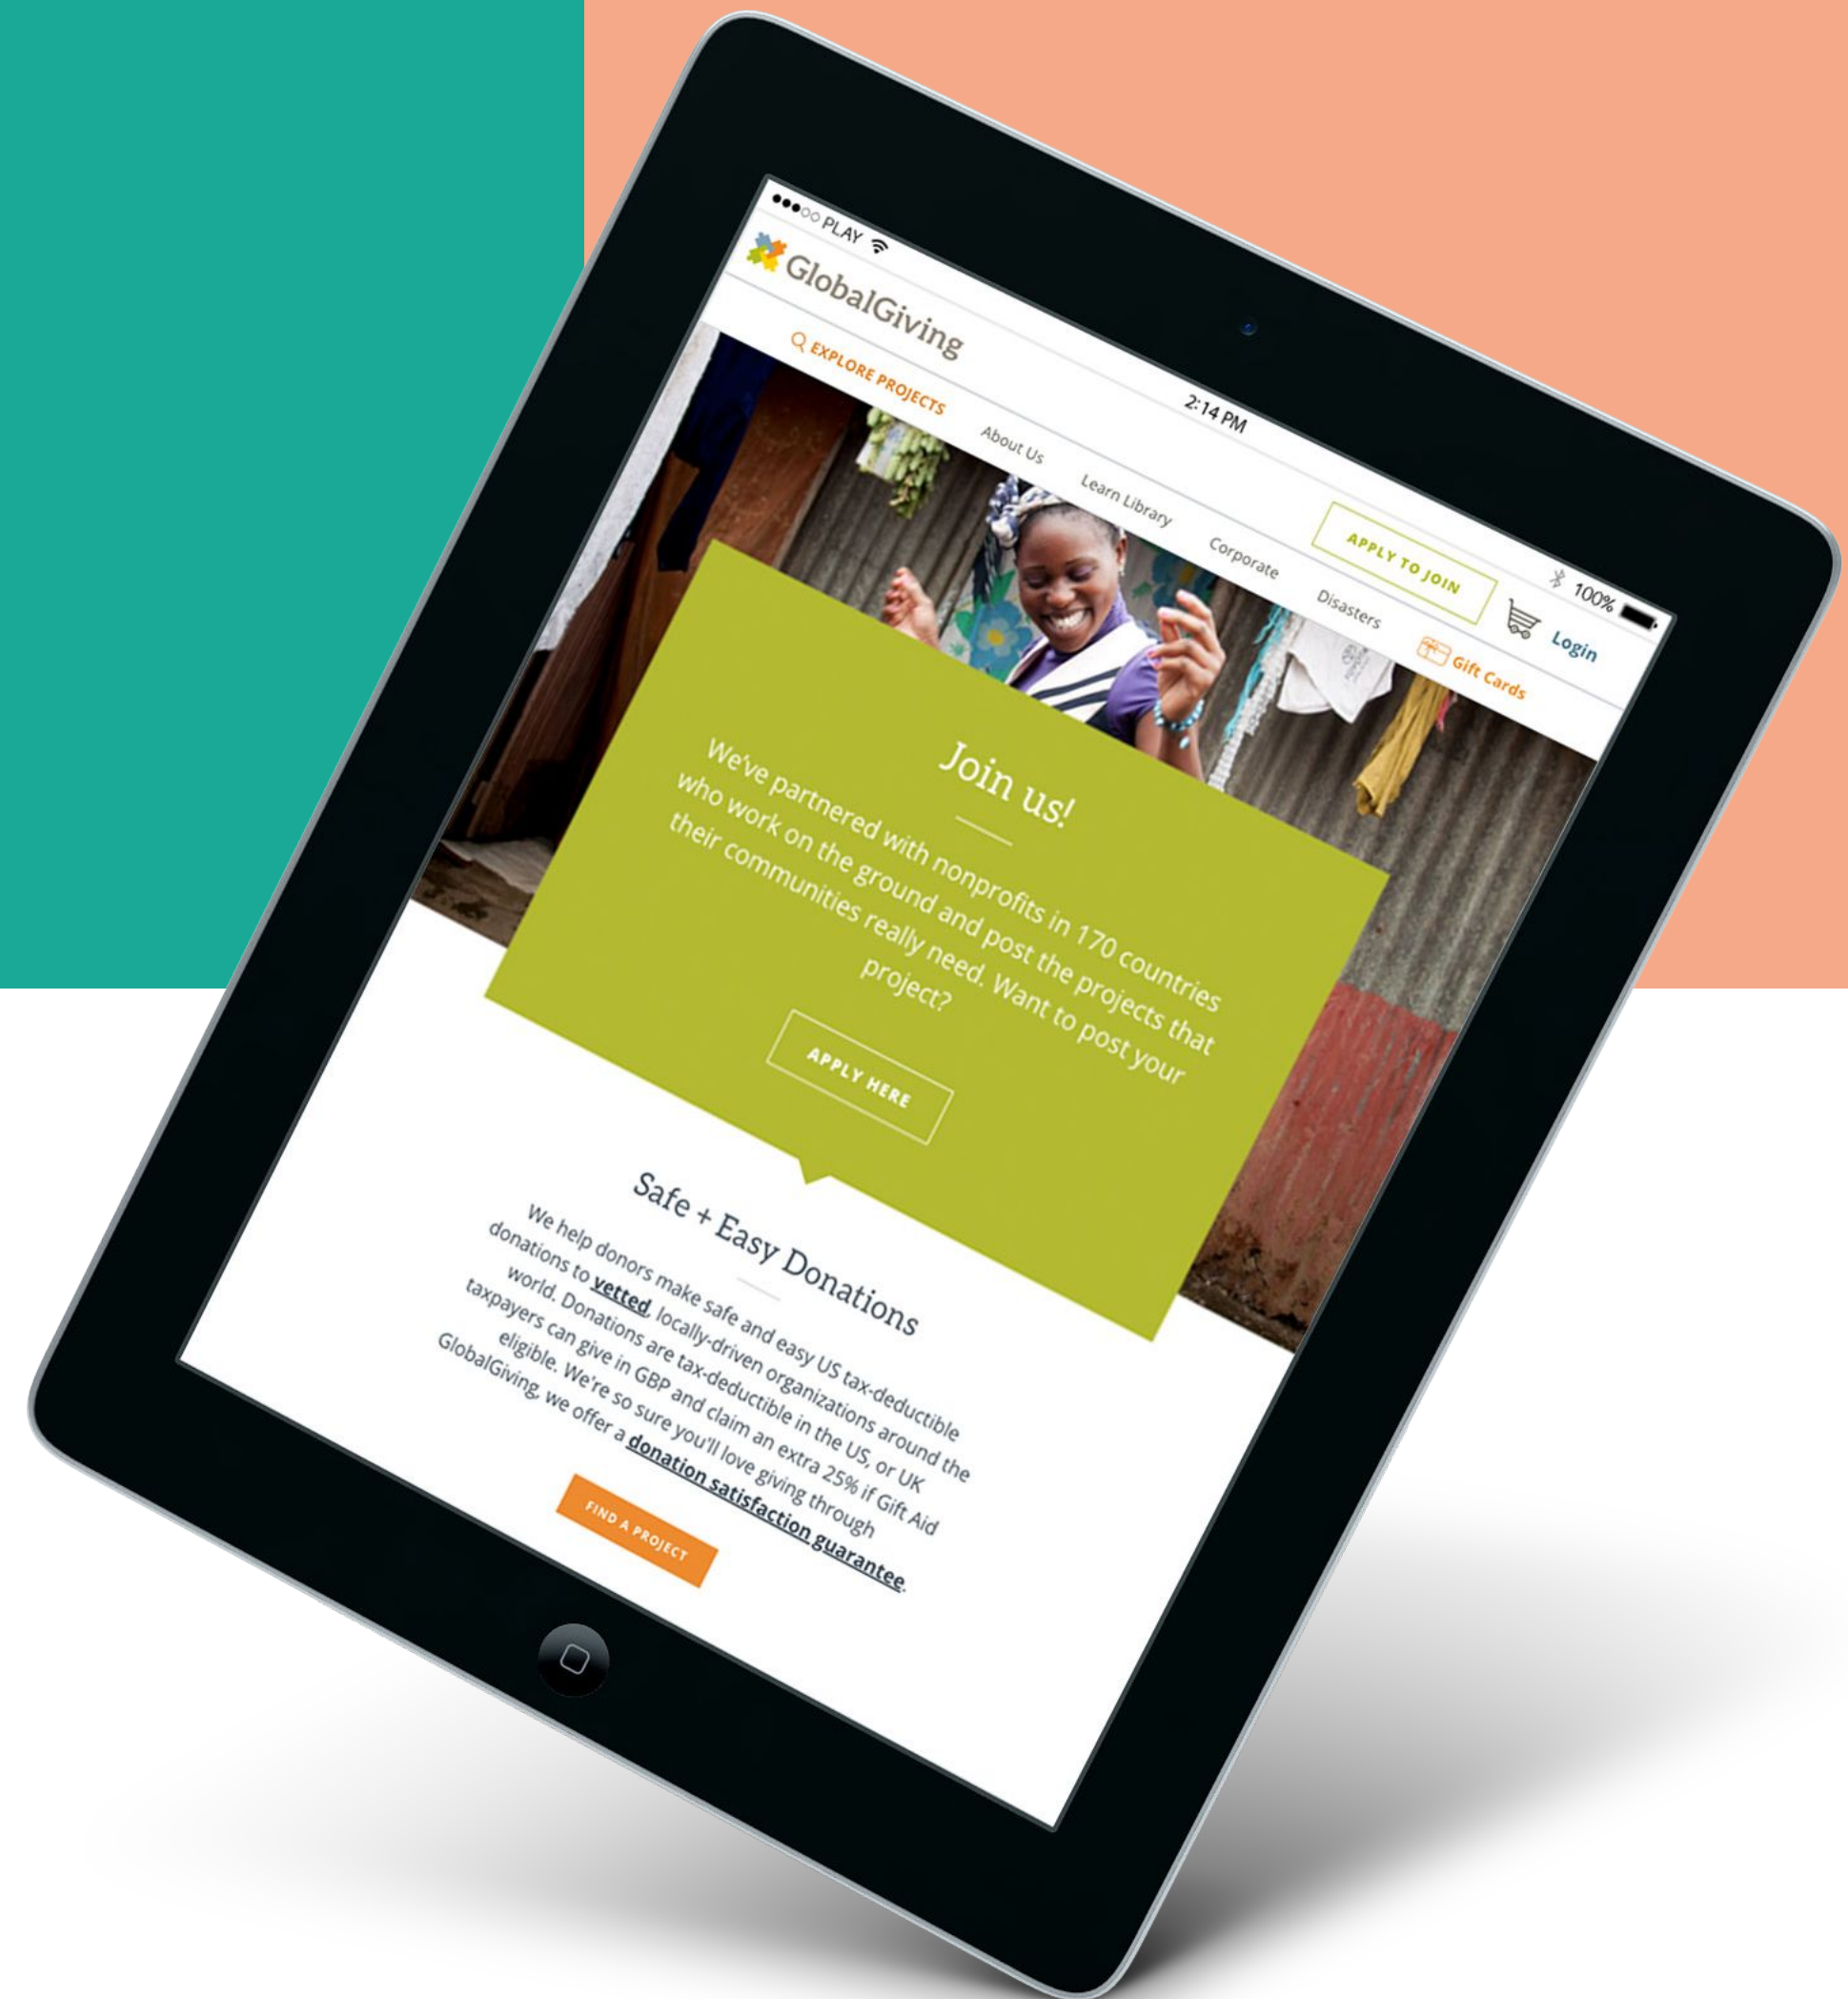 PLAY
2:14 PM
100%
GlobalGiving
APPLY TO JOIN
Login
EXPLORE PROJECTS
About Us
Learn Library
Corporate
Disasters
Gift Cards
Join us!
We've partnered with nonprofits in 170 countries
who work on the ground and post the projects that
their communities really need. Want to post your
project?
APPLY HERE
Safe + Easy Donations
We help donors make safe and easy US tax-deductible
donations to vetted, locally-driven organizations around the
world. Donations are tax-deductible in the US, or UK
taxpayers can give in GBP and claim an extra 25% if Gift Aid
eligible. We're so sure you'll love giving through
GlobalGiving, we offer a donation satisfaction guarantee.
FIND A PROJECT